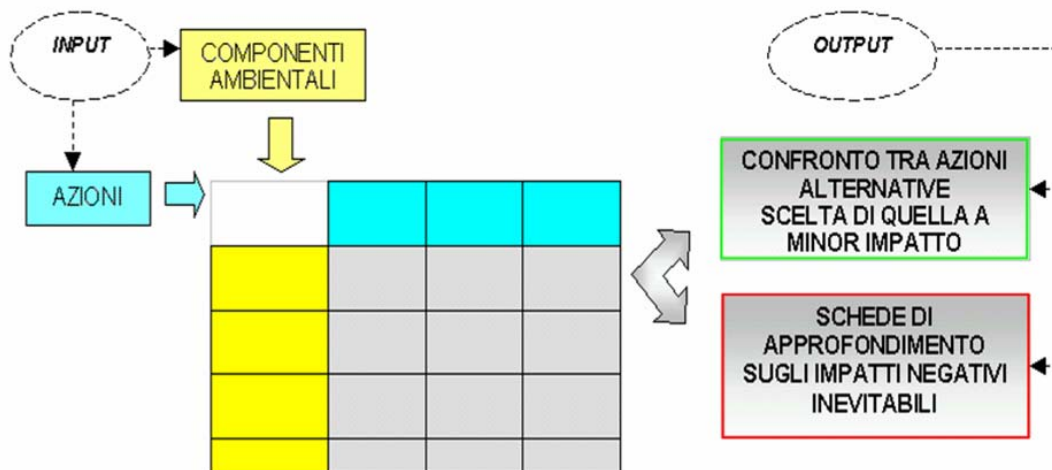 INPUT
COMPONENTI
AMBIENTALI
AZIONI
OUTPUT
CONFRONTO TRA AZIONI
ALTERNATIVE
SCELTA DI QUELLA A
MINOR IMPATTO
SCHEDE DI
APPROFONDIMENTO
SUGLI IMPATTI NEGATIVI
INEVITABILI